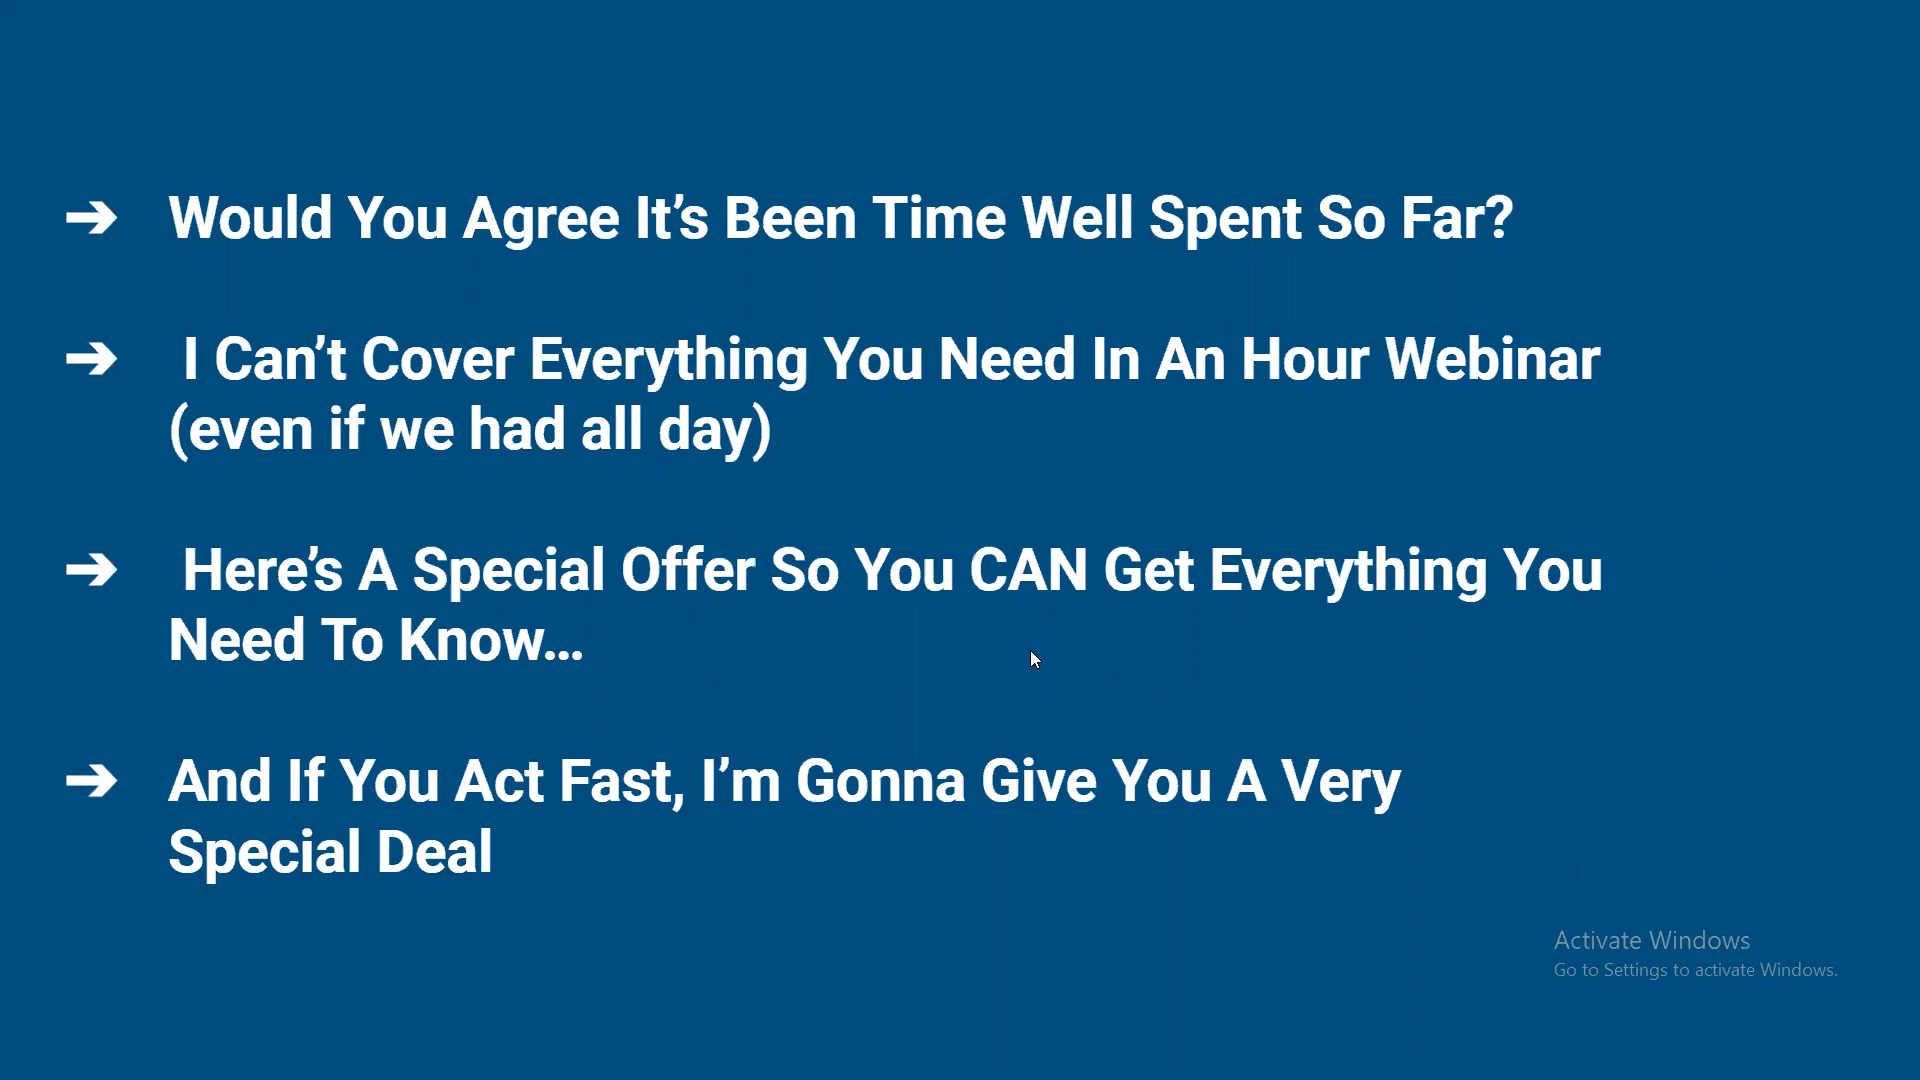 ➔ Would You Agree It’s Been Time Well Spent So Far?
➔ I Can’t Cover Everything You Need In An Hour Webinar
(even if we had all day)
➔ Here’s A Special Offer So You CAN Get Everything You
Need To Know...
➔ And If You Act Fast, I’m Gonna Give You A Very
Special Deal
Activate Windows
Go to Settings to activate Windows.